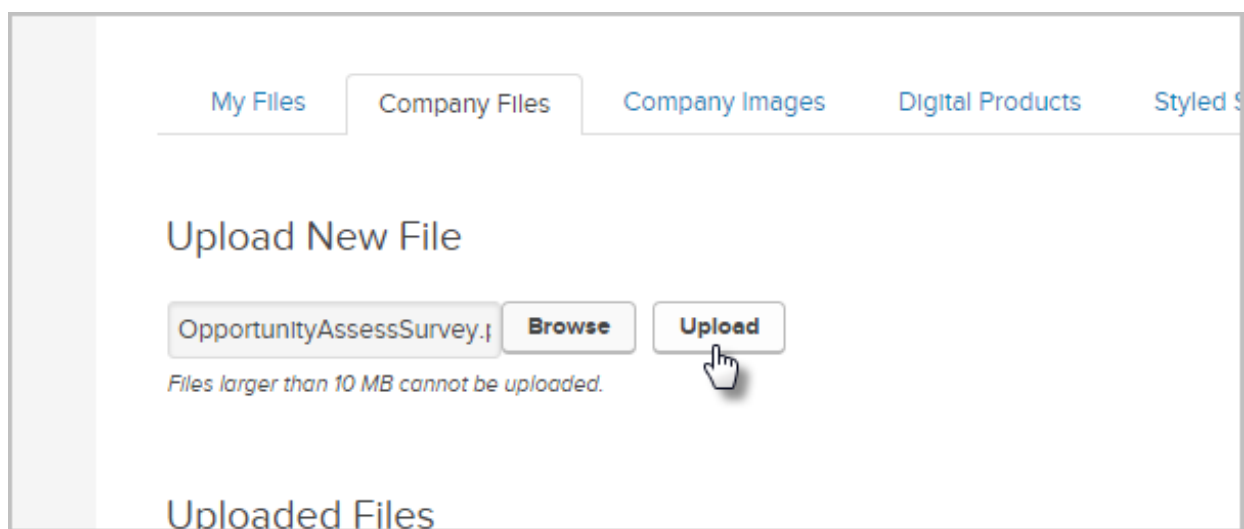 My Files Company Files Company Images Digital Products Styled
Upload New File
OpportunityAssessSurvey. Browse Upload
Files larger than 10 MB cannot be uploaded.
Uploaded Files